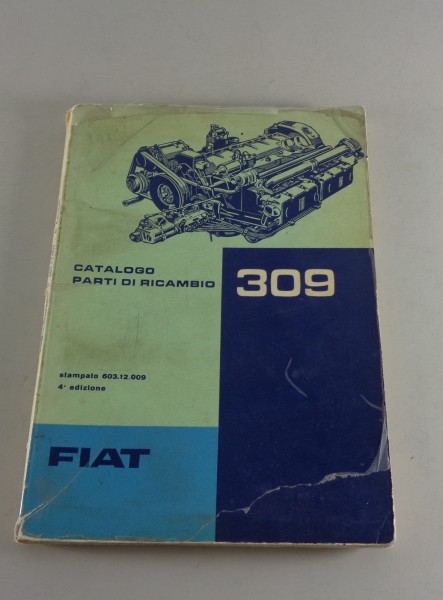 CATALOGO
PARTI DI RICAMBIO
309
stampato 603.12.009
4ª edizione
FIAT